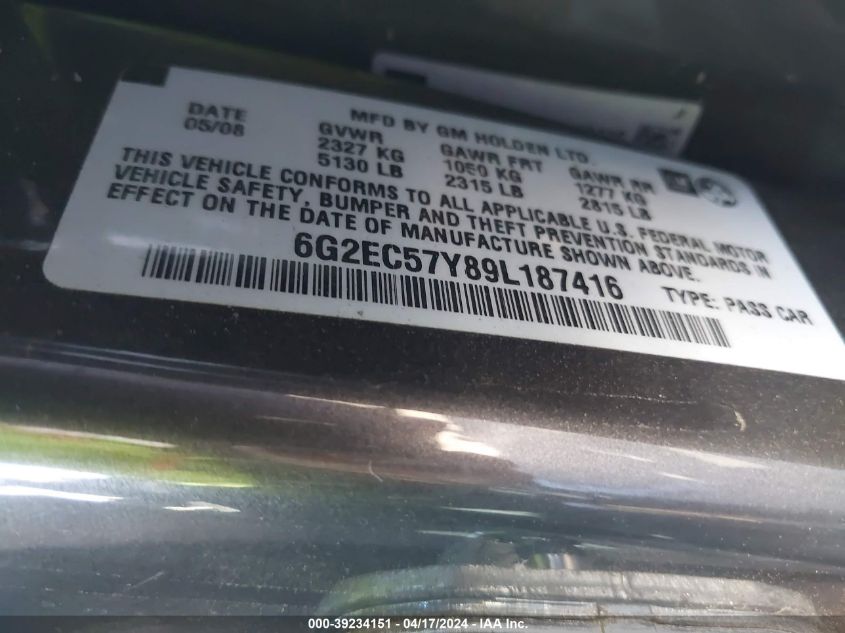 MFD BY GM HOLDEN LTD.
DATE GVWR GAWR FRT GAWR RR
05/08 2327 KG 1050 KG 1277 KG
5130 LB 2315 LB 2815 LB
THIS VEHICLE CONFORMS TO ALL APPLICABLE U.S. FEDERAL MOTOR
VEHICLE SAFETY, BUMPER AND THEFT PREVENTION STANDARDS IN
EFFECT ON THE DATE OF MANUFACTURE SHOWN ABOVE.
6G2EC57Y89L187416 TYPE: PASS CAR
000-39234151 - 04/17/2024 - IAA Inc.